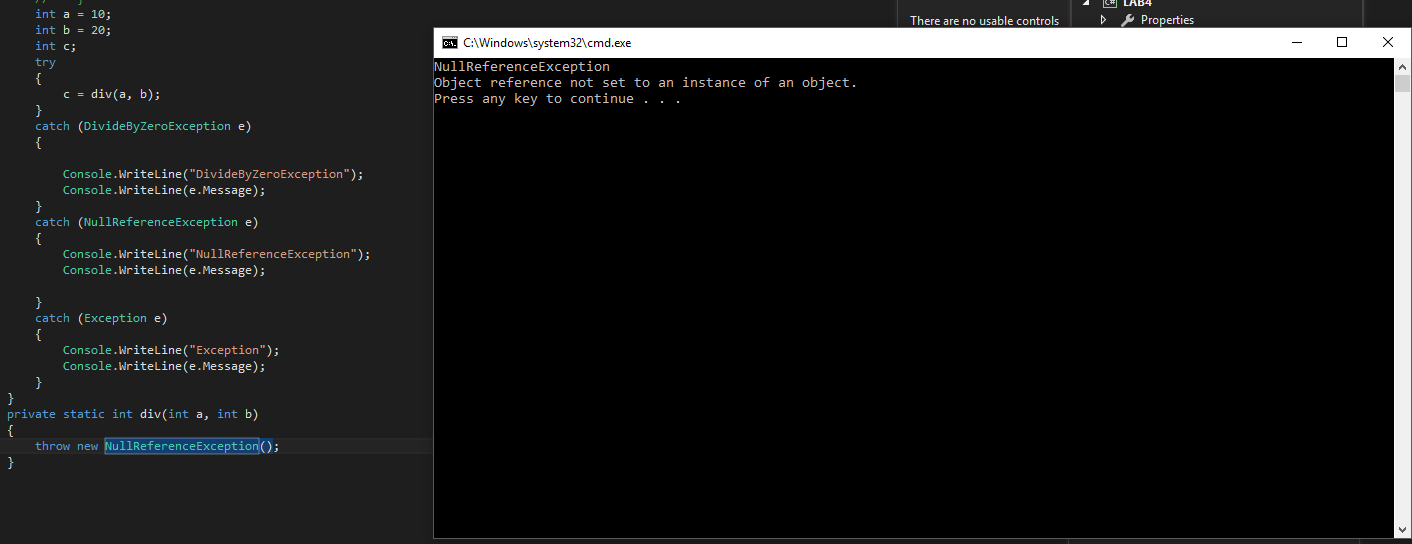 int a = 10;
int b = 20;
int c;
try
{
c = div(a, b);
}
catch (DivideByZeroException e)
{
Console.WriteLine("DivideByZeroException");
Console.WriteLine(e.Message);
}
catch (NullReferenceException e)
{
Console.WriteLine("NullReferenceException");
Console.WriteLine(e.Message);
}
catch (Exception e)
{
Console.WriteLine("Exception");
Console.WriteLine(e.Message);
}
}
private static int div(int a, int b)
{
throw new NullReferenceException();
}
There are no usable controls
C# LAB4
Properties
C:\Windows\system32\cmd.exe
NullReferenceException
Object reference not set to an instance of an object.
Press any key to continue . . .